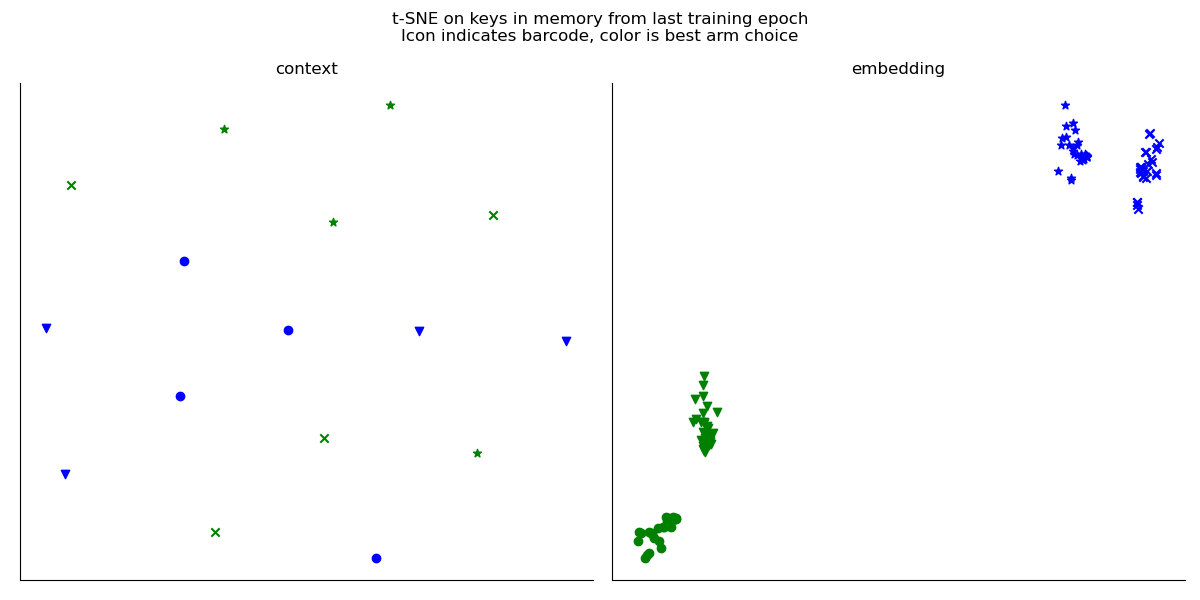 t-SNE on keys in memory from last training epoch
Icon indicates barcode, color is best arm choice
context
embedding